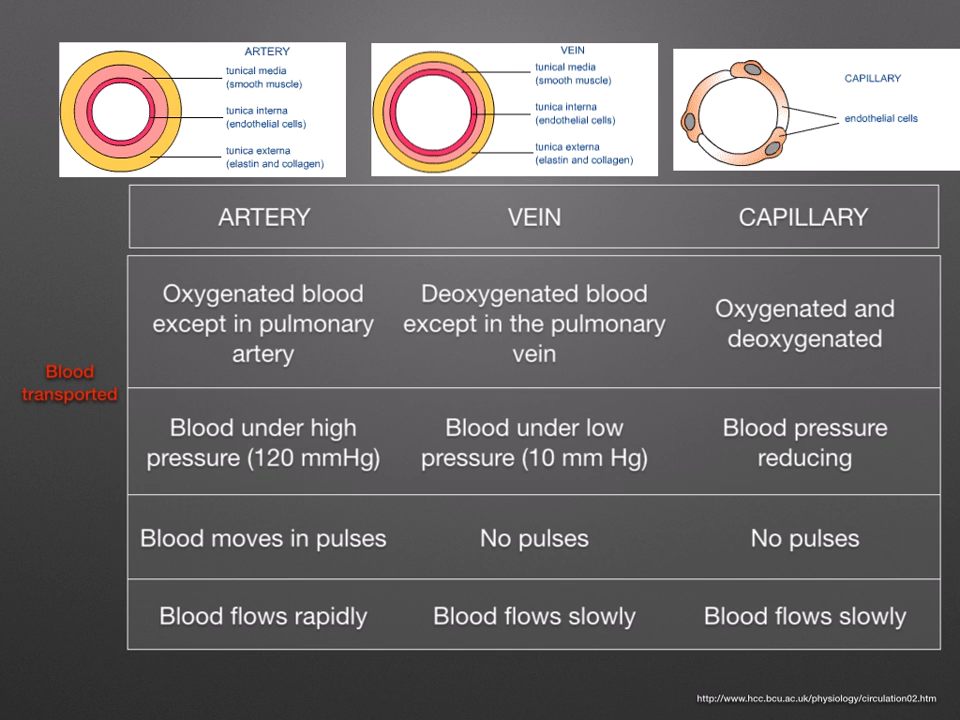 ARTERY
tunical media
(smooth muscle)
tunica interna
(endothelial cells)
tunica externa
(elastin and collagen)
VEIN
tunical media
(smooth muscle)
tunica interna
(endothelial cells)
tunica externa
(elastin and collagen)
CAPILLARY
endothelial cells
ARTERY
VEIN
CAPILLARY
Blood
transported
Oxygenated blood
except in pulmonary
artery
Deoxygenated blood
except in the pulmonary
vein
Oxygenated and
deoxygenated
Blood under high
pressure (120 mmHg)
Blood under low
pressure (10 mm Hg)
Blood pressure
reducing
Blood moves in pulses
No pulses
No pulses
Blood flows rapidly
Blood flows slowly
Blood flows slowly
http://www.hcc.bcu.ac.uk/physiology/circulation02.htm